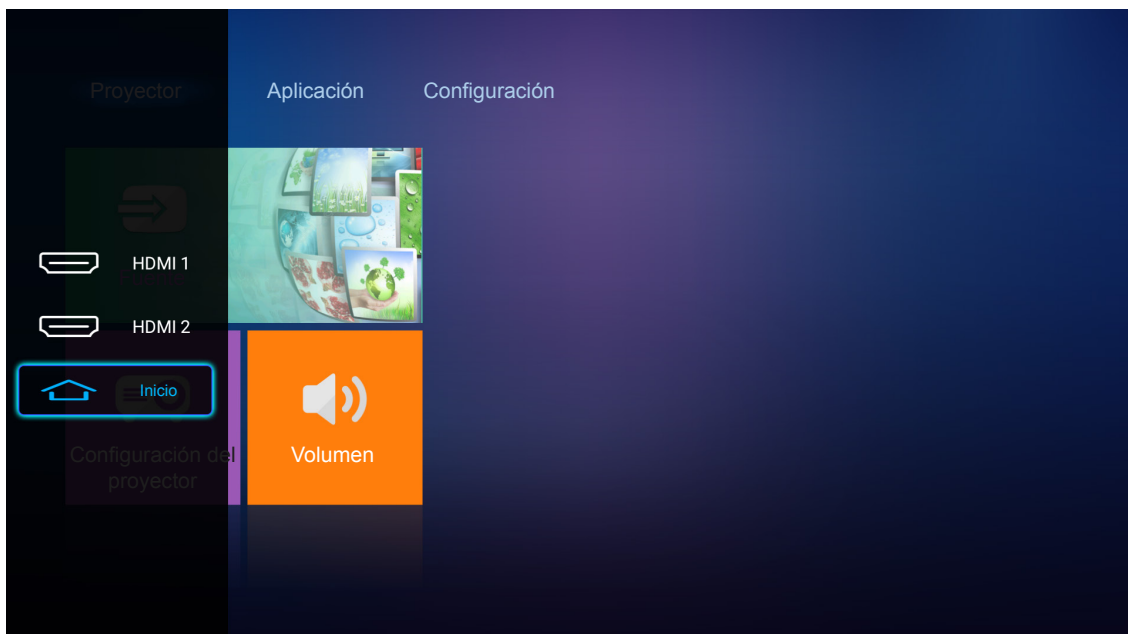 Proyector
Aplicación
Configuración
HDMI 1
HDMI 2
Inicio
Configuración del
proyector
Volumen